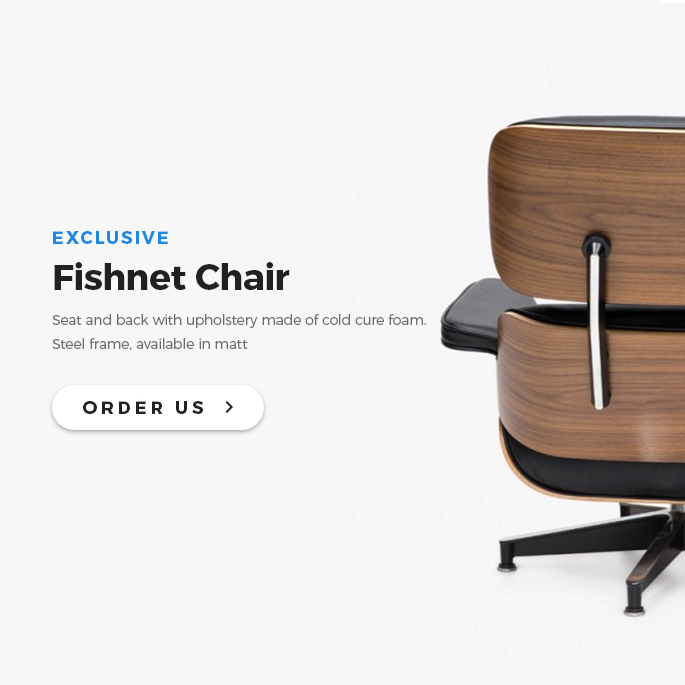 EXCLUSIVE
Fishnet Chair
Seat and back with upholstery made of cold cure foam.
Steel frame, available in matt
ORDER US